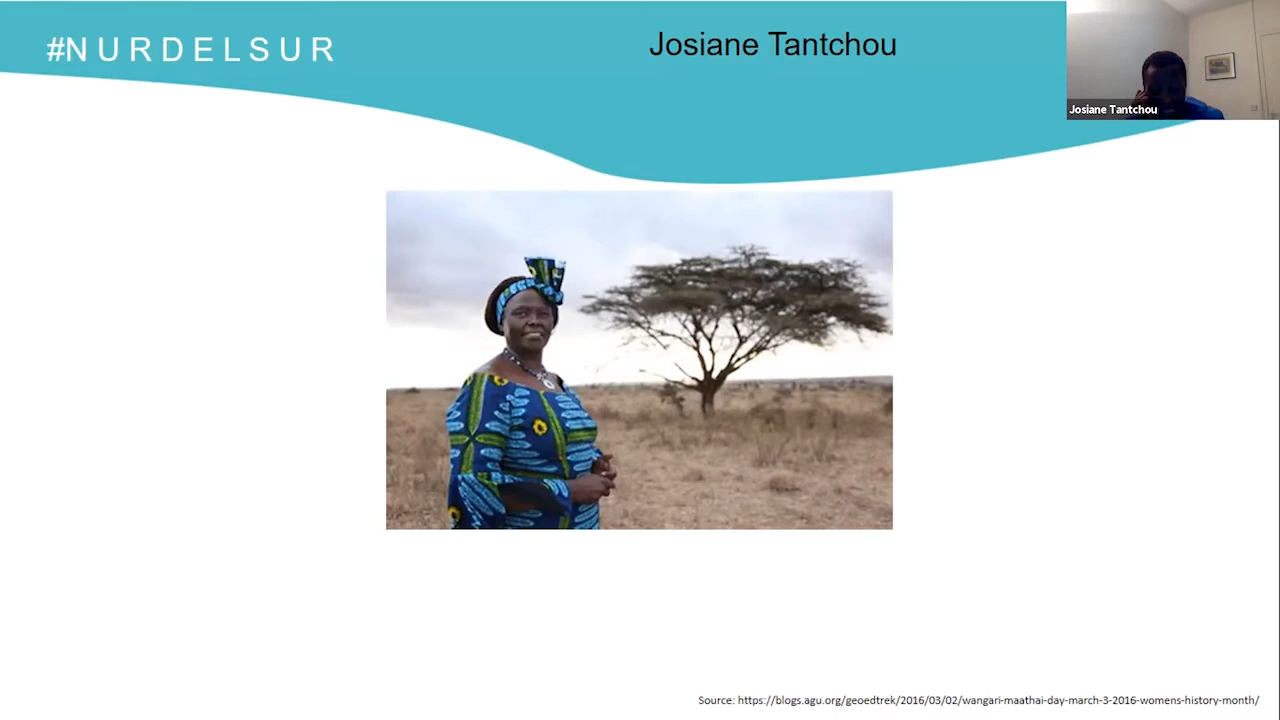 #NURDELSUR
Josiane Tantchou
Josiane Tantchou
Source: https://blogs.agu.org/geoedtrek/2016/03/02/wangari-maathai-day-march-3-2016-womens-history-month/